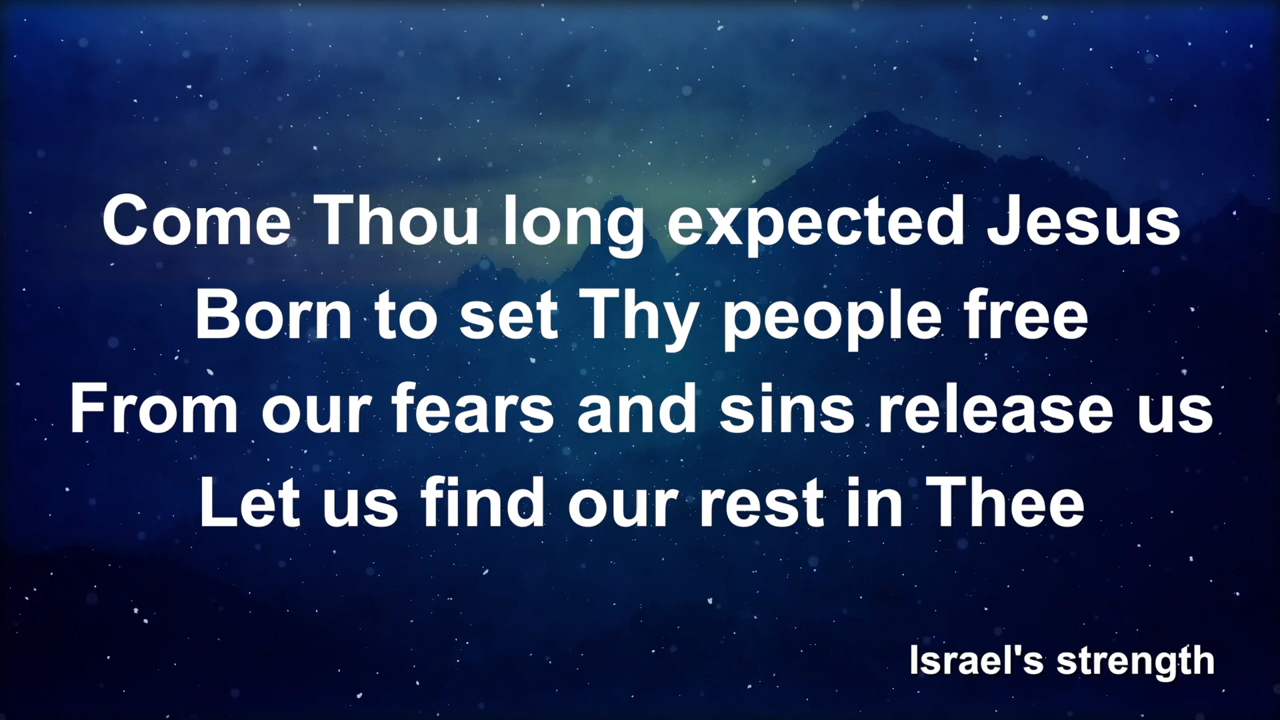 Come Thou long expected Jesus
Born to set Thy people free
From our fears and sins release us
Let us find our rest in Thee
Israel's strength